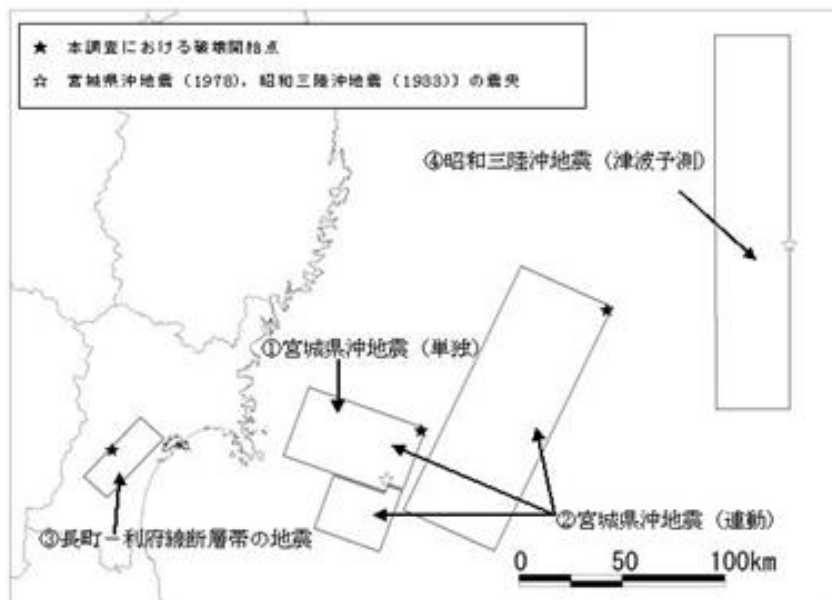 ★ 本調査における破壊開始点
☆ 宮城県沖地震（1978），昭和三陸沖地震（1933）） の震央
④昭和三陸沖地震（津波予測）
①宮城県沖地震（単独）
②宮城県沖地震（連動）
③長町－利府線断層帯の地震
0 50 100km